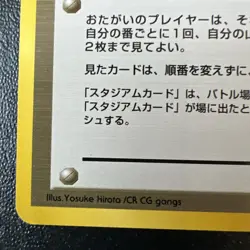 おたがいのプレイヤーは、そ
自分の番ごとに1回、自分の山
2枚まで見てよい。
見たカードは、順番を変えずに、
「スタジアムカード」は、バトル場
「スタジアムカード」が場に出たと
シュする。
Illus.Yosuke Hirota /CR CG gangs